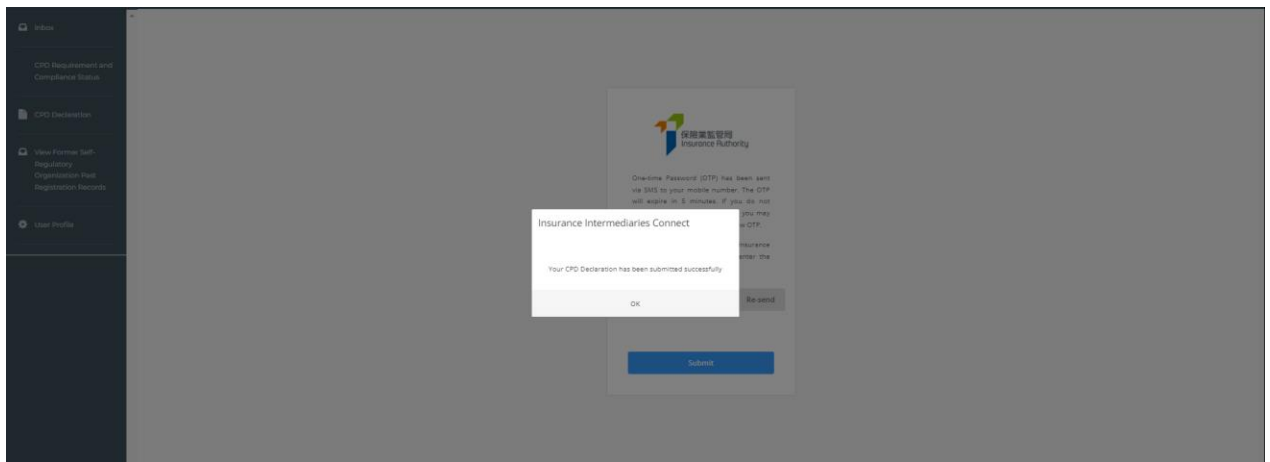 Inbox
CPD Requirement and
Compliance Status
CPD Declaration
View Former Self-
Regulatory
Organization Past
Registration Records
User Profile
保險業監管局
Insurance Authority
One-time Password (OTP) has been sent
via SMS to your mobile number. The OTP
will expire in 5 minutes. If you do not
you may
OTP.
Insurance
enter the
Insurance Intermediaries Connect
Your CPD Declaration has been submitted successfully
OK
Re-send
Submit